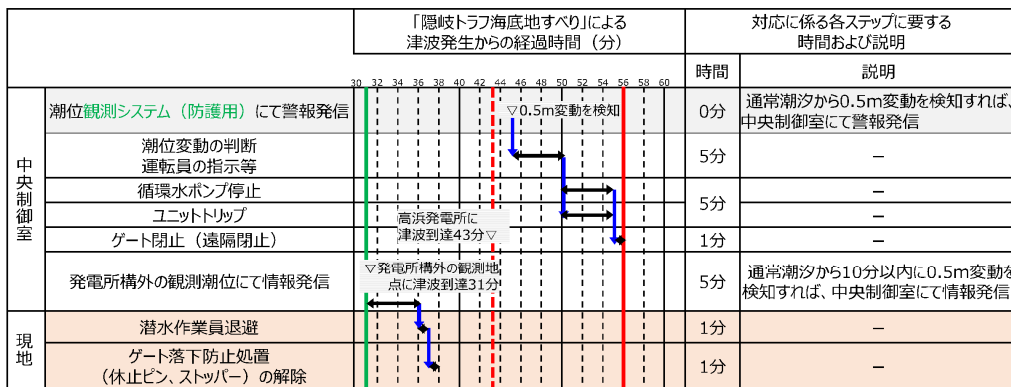 「隠岐トラフ海底地すべり」による
津波発生からの経過時間（分）
対応に係る各ステップに要する
時間および説明
30 32 34 36 38 40 42 44 46 48 50 52 54 56 58 60
時間
説明
中央制御室
潮位観測システム（防護用）にて警報発信
▽0.5m変動を検知
0分
通常潮汐から0.5m変動を検知すれば、
中央制御室にて警報発信
潮位変動の判断
運転員の指示等
5分
－
循環水ポンプ停止
－
5分
ユニットトリップ
－
高浜発電所に
津波到達43分▽
ゲート閉止（遠隔閉止）
1分
－
発電所構外の観測潮位にて情報発信
▽発電所構外の観測地
点に津波到達31分
5分
通常潮汐から10分以内に0.5m変動を
検知すれば、中央制御室にて情報発信
現地
潜水作業員退避
1分
－
ゲート落下防止処置
（休止ピン、ストッパー）の解除
1分
－